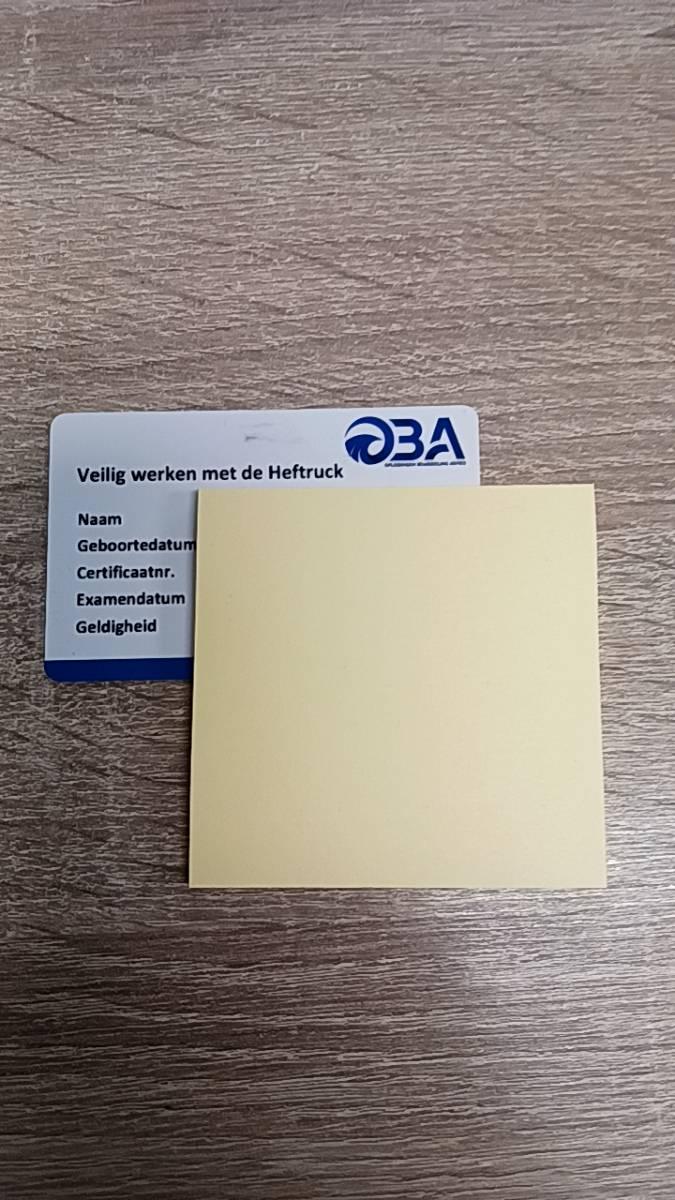 OBA
Veilig werken met de Heftruck
Naam
Geboortedatum
Certificaatnr.
Examendatum
Geldigheid